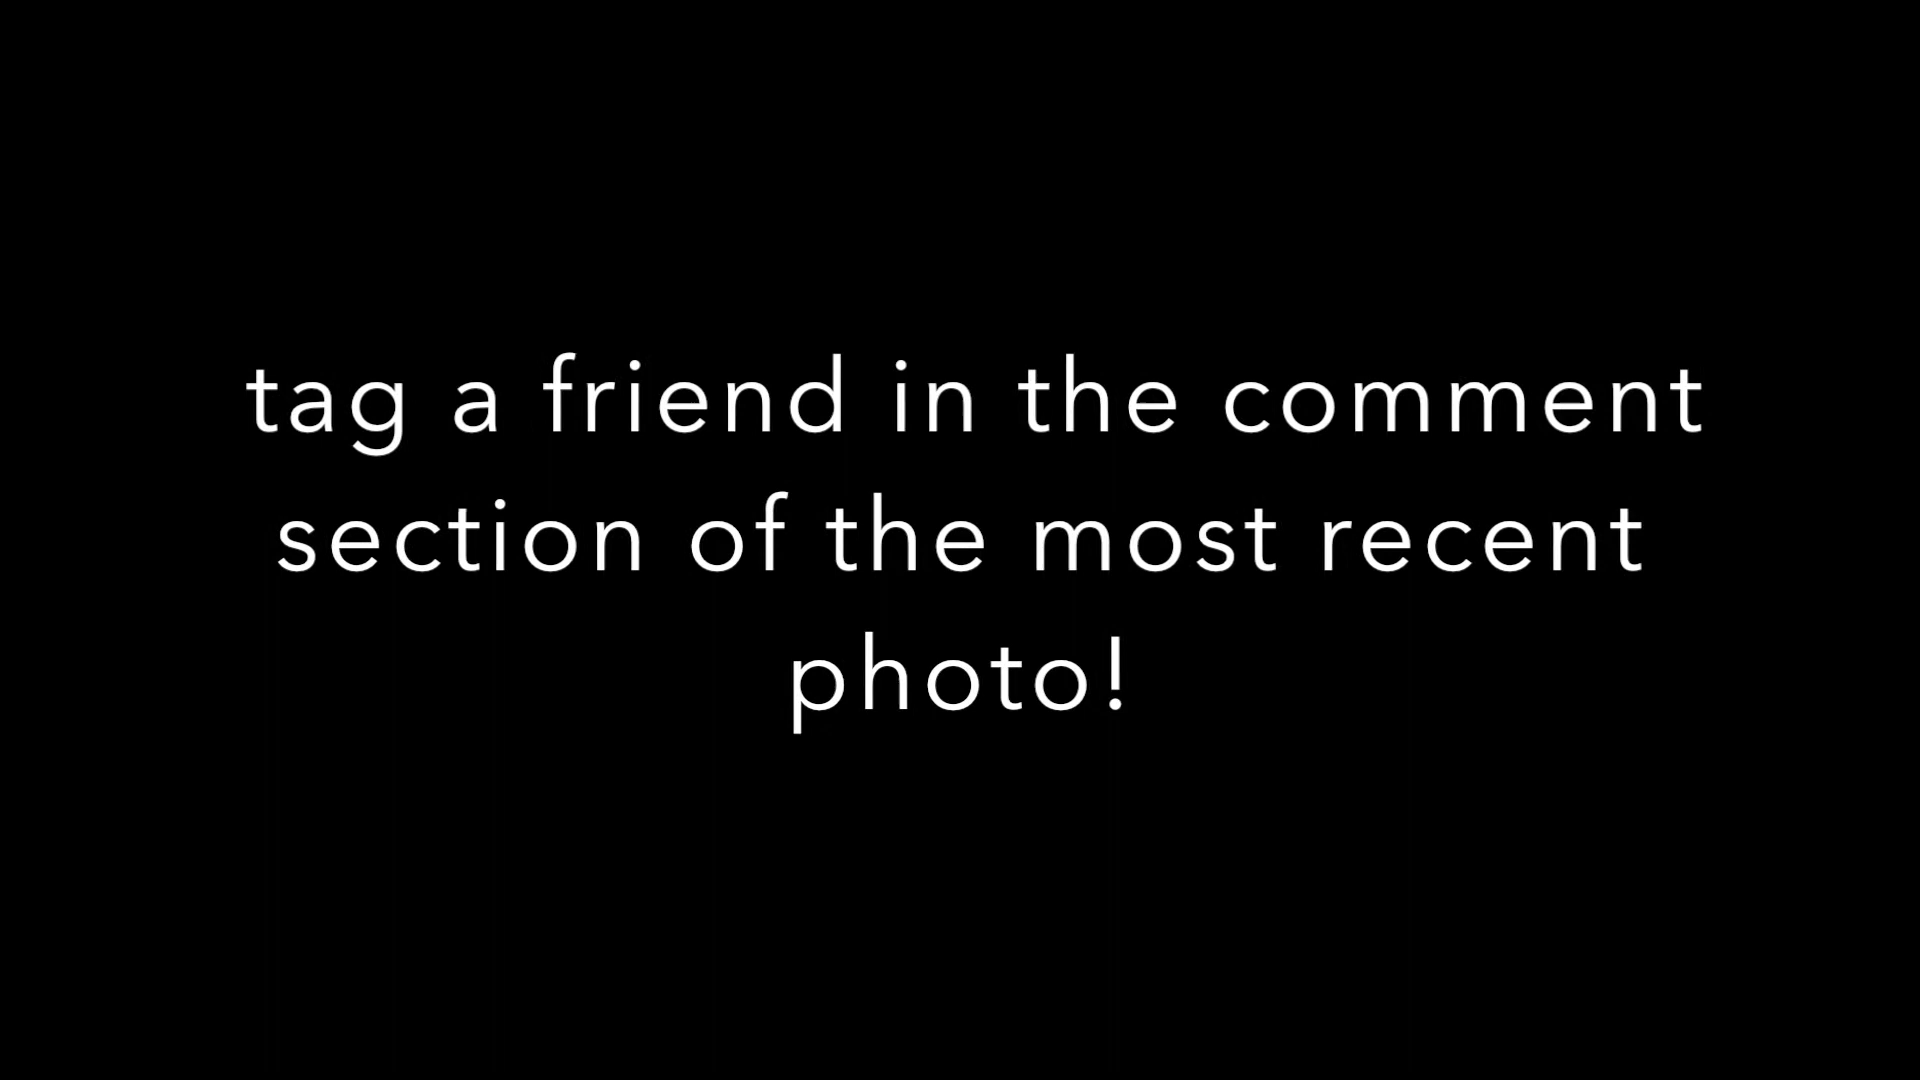 tag a friend in the comment
section of the most recent
photo!